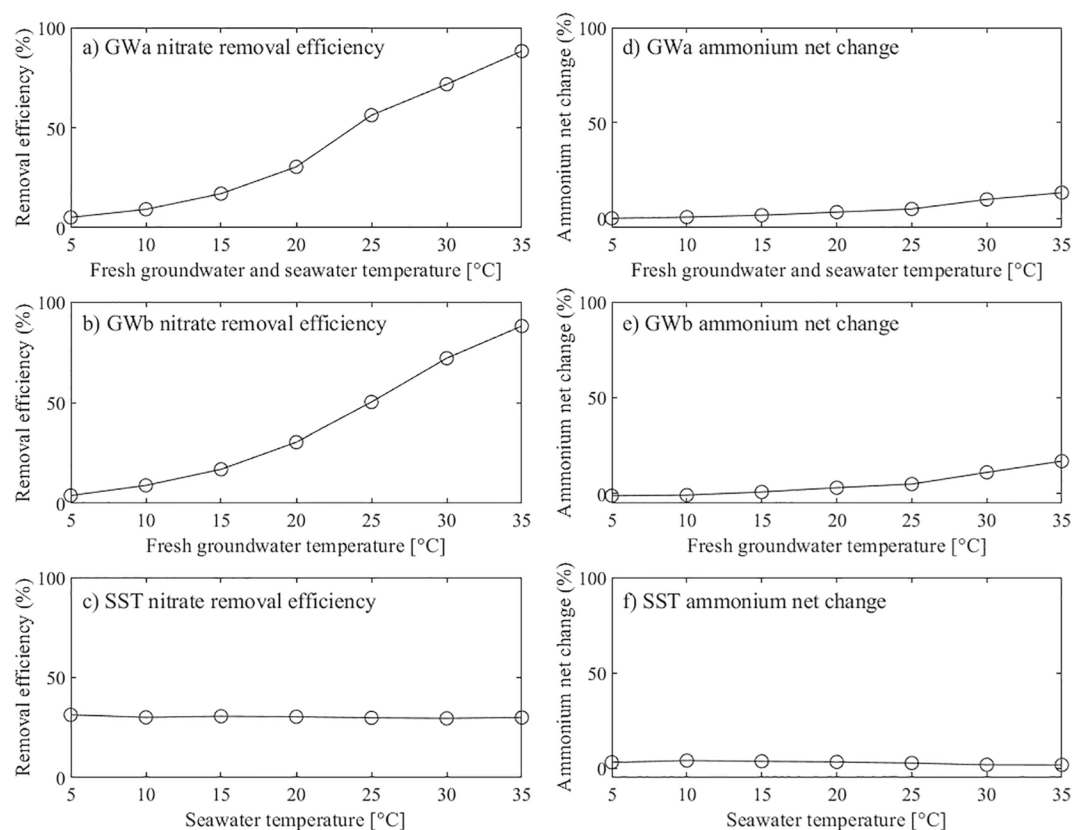 a) GWa nitrate removal efficiency
Removal efficiency (%)
100
50
0
5 10 15 20 25 30 35
Fresh groundwater and seawater temperature [°C]
d) GWa ammonium net change
Ammonium net change (%)
100
50
0
5 10 15 20 25 30 35
Fresh groundwater and seawater temperature [°C]
b) GWb nitrate removal efficiency
Removal efficiency (%)
100
50
0
5 10 15 20 25 30 35
Fresh groundwater temperature [°C]
e) GWb ammonium net change
Ammonium net change (%)
100
50
0
5 10 15 20 25 30 35
Fresh groundwater temperature [°C]
c) SST nitrate removal efficiency
Removal efficiency (%)
100
50
0
5 10 15 20 25 30 35
Seawater temperature [°C]
f) SST ammonium net change
Ammonium net change (%)
100
50
0
5 10 15 20 25 30 35
Seawater temperature [°C]